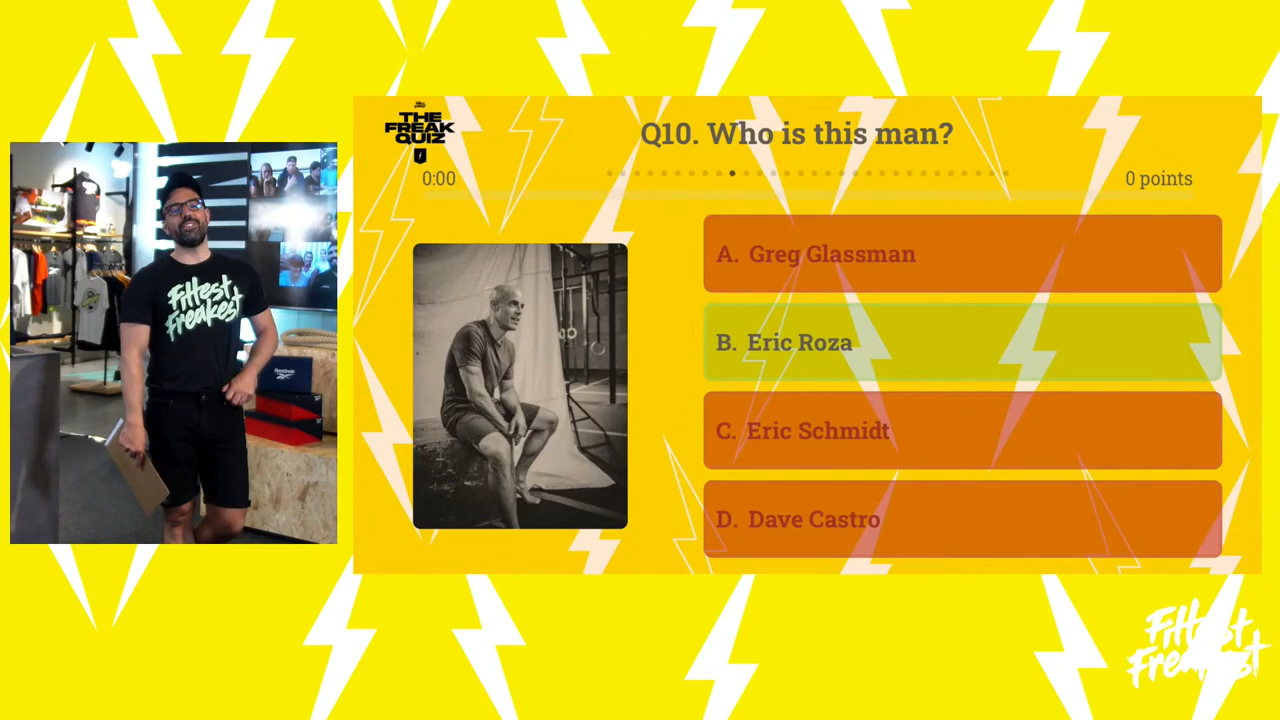 THE
FREAK
QUIZ
Q10. Who is this man?
0:00
0 points
A. Greg Glassman
B. Eric Roza
C. Eric Schmidt
D. Dave Castro
Fittest
Freakest
Reebok
Fittest
Freakest